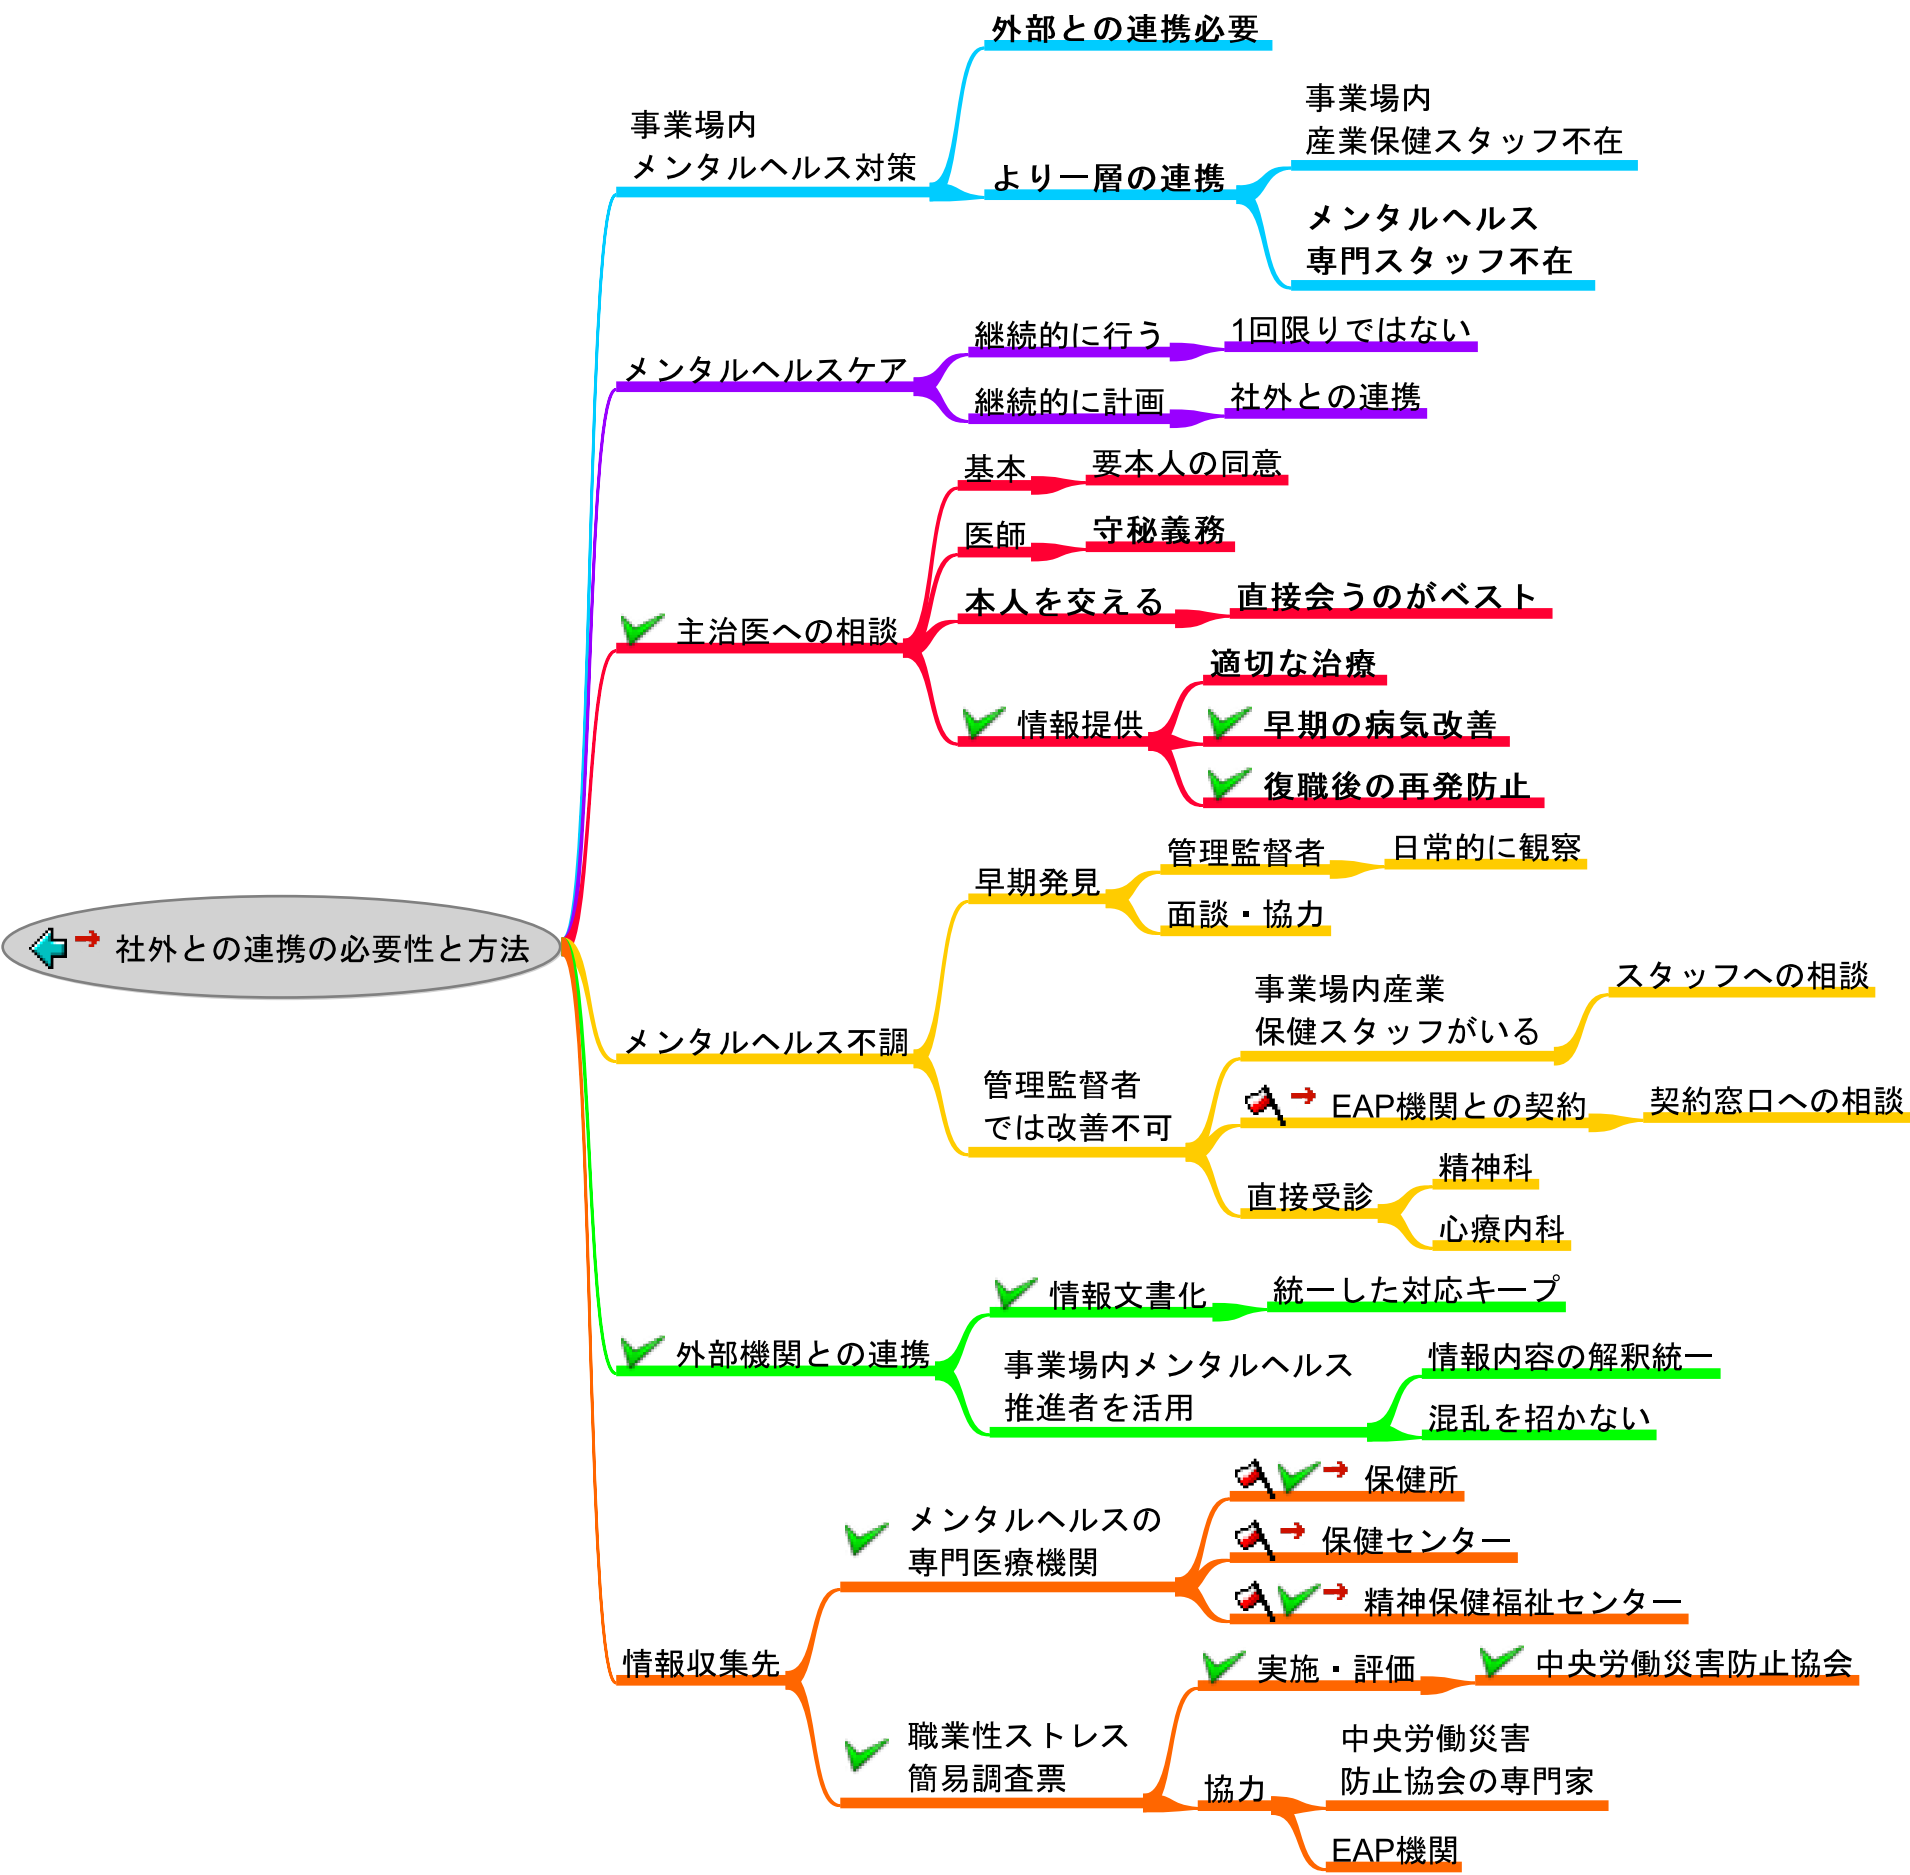 社外との連携の必要性と方法
事業場内
メンタルヘルス対策
外部との連携必要
より一層の連携
事業場内
産業保健スタッフ不在
メンタルヘルス
専門スタッフ不在
メンタルヘルスケア
継続的に行う
1回限りではない
継続的に計画
社外との連携
主治医への相談
基本
要本人の同意
医師
守秘義務
本人を交える
直接会うのがベスト
情報提供
適切な治療
早期の病気改善
復職後の再発防止
メンタルヘルス不調
早期発見
管理監督者
日常的に観察
面談・協力
管理監督者
では改善不可
事業場内産業
保健スタッフがいる
スタッフへの相談
EAP機関との契約
契約窓口への相談
直接受診
精神科
心療内科
外部機関との連携
情報文書化
統一した対応キープ
事業場内メンタルヘルス
推進者を活用
情報内容の解釈統一
混乱を招かない
情報収集先
メンタルヘルスの
専門医療機関
保健所
保健センター
精神保健福祉センター
職業性ストレス
簡易調査票
実施・評価
中央労働災害防止協会
協力
中央労働災害
防止協会の専門家
EAP機関